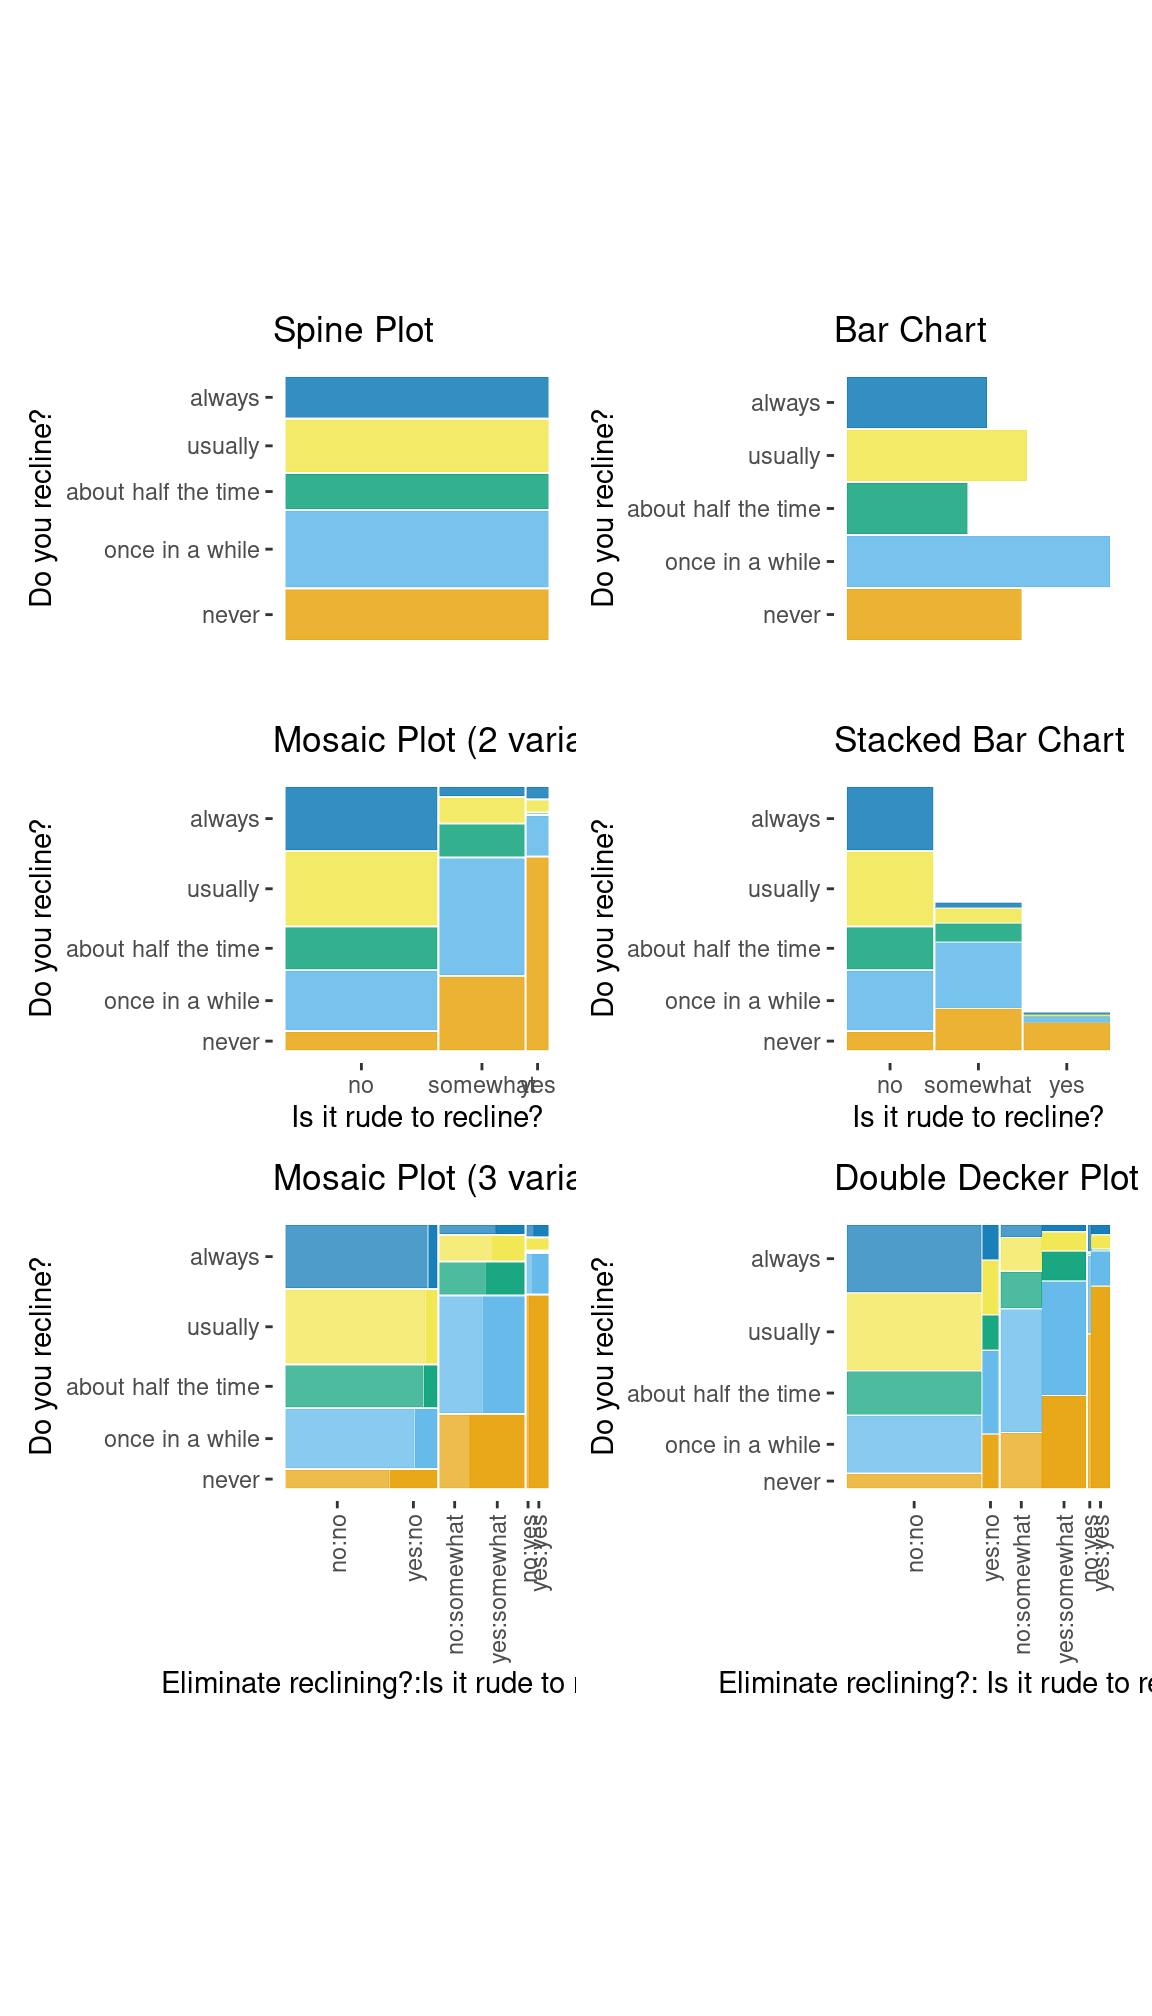 Spine Plot
Do you recline?
always
usually
about half the time
once in a while
never
Bar Chart
Do you recline?
always
usually
about half the time
once in a while
never
Mosaic Plot (2 varia
Do you recline?
always
usually
about half the time
once in a while
never
no
somewhat
yes
Is it rude to recline?
Stacked Bar Chart
Do you recline?
always
usually
about half the time
once in a while
never
no
somewhat
yes
Is it rude to recline?
Mosaic Plot (3 varia
Do you recline?
always
usually
about half the time
once in a while
never
no:no
yes:no
no:somewhat
yes:somewhat
no:yes
yes:yes
Eliminate reclining?:Is it rude to
Double Decker Plot
Do you recline?
always
usually
about half the time
once in a while
never
no:no
yes:no
no:somewhat
yes:somewhat
no:yes
yes:yes
Eliminate reclining?: Is it rude to re